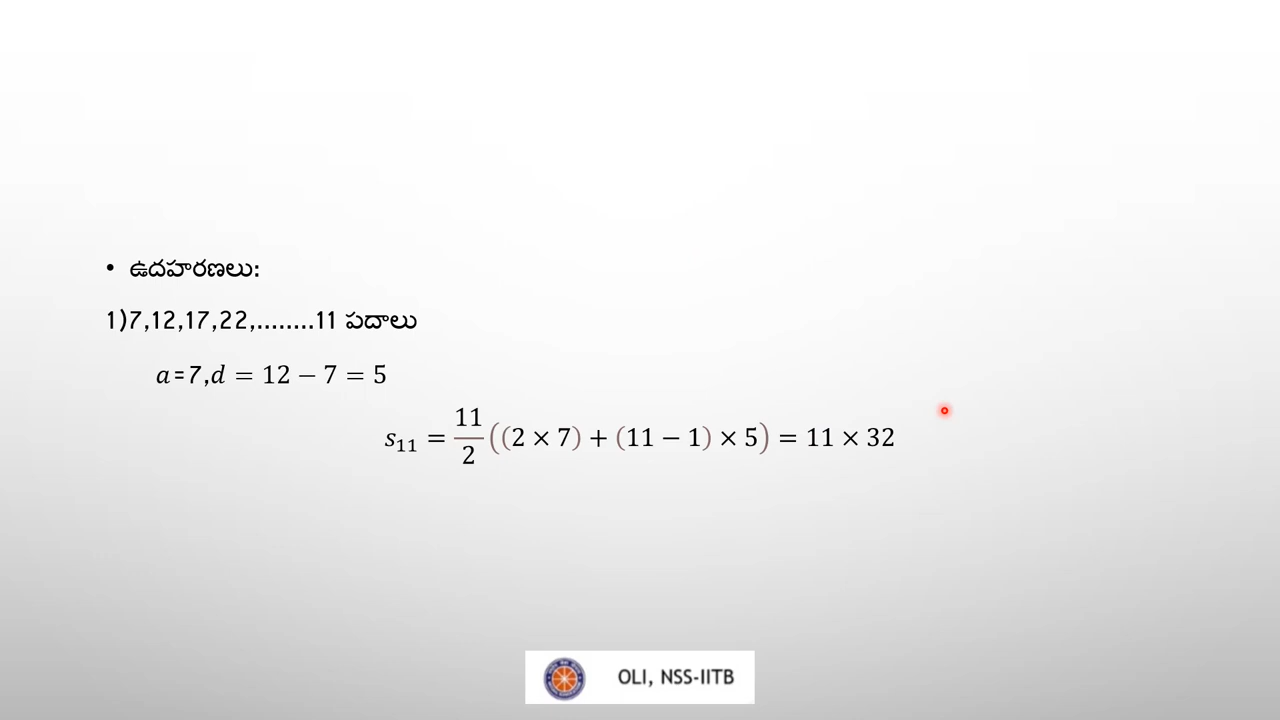 • ఉదహరణలు:
1)7,12,17,22,........11 పదాలు
a=7,d = 12 − 7 = 5
s₁₁ = 11/2 ((2 × 7) + (11 − 1) × 5) = 11 × 32
OLI, NSS-IITB